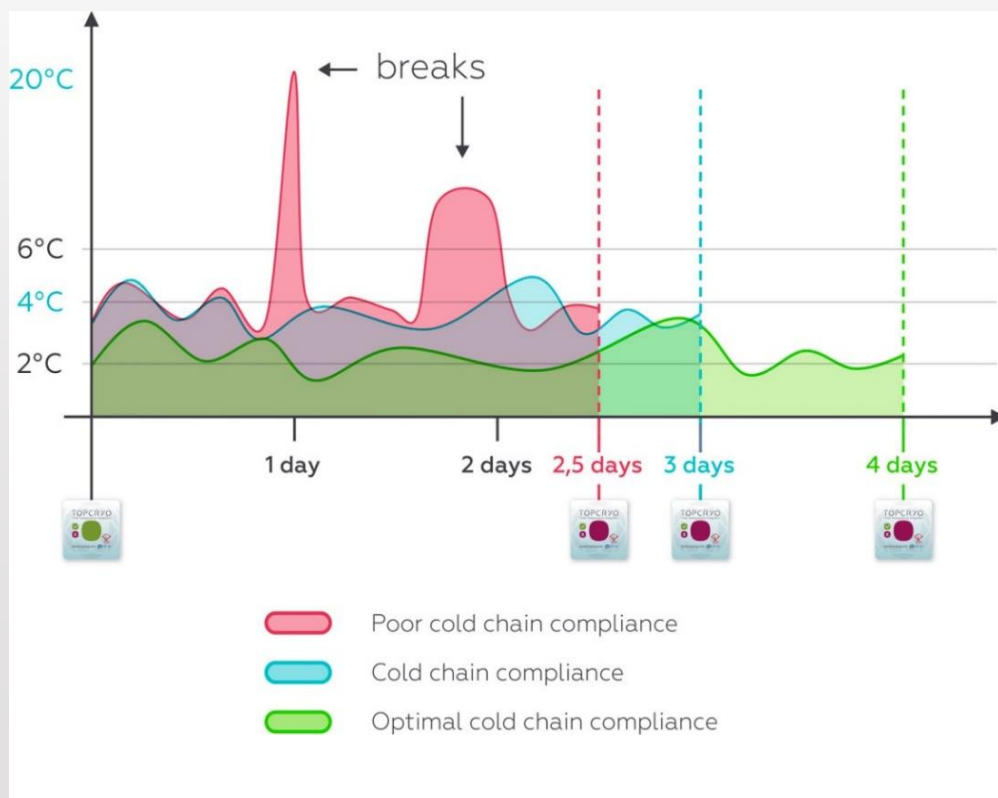 breaks
20°C
6°C
4°C
2°C
1 day
2 days
2,5 days
3 days
4 days
TOPCRYO
TOPCRYO
TOPCRYO
TOPCRYO
Poor cold chain compliance
Cold chain compliance
Optimal cold chain compliance